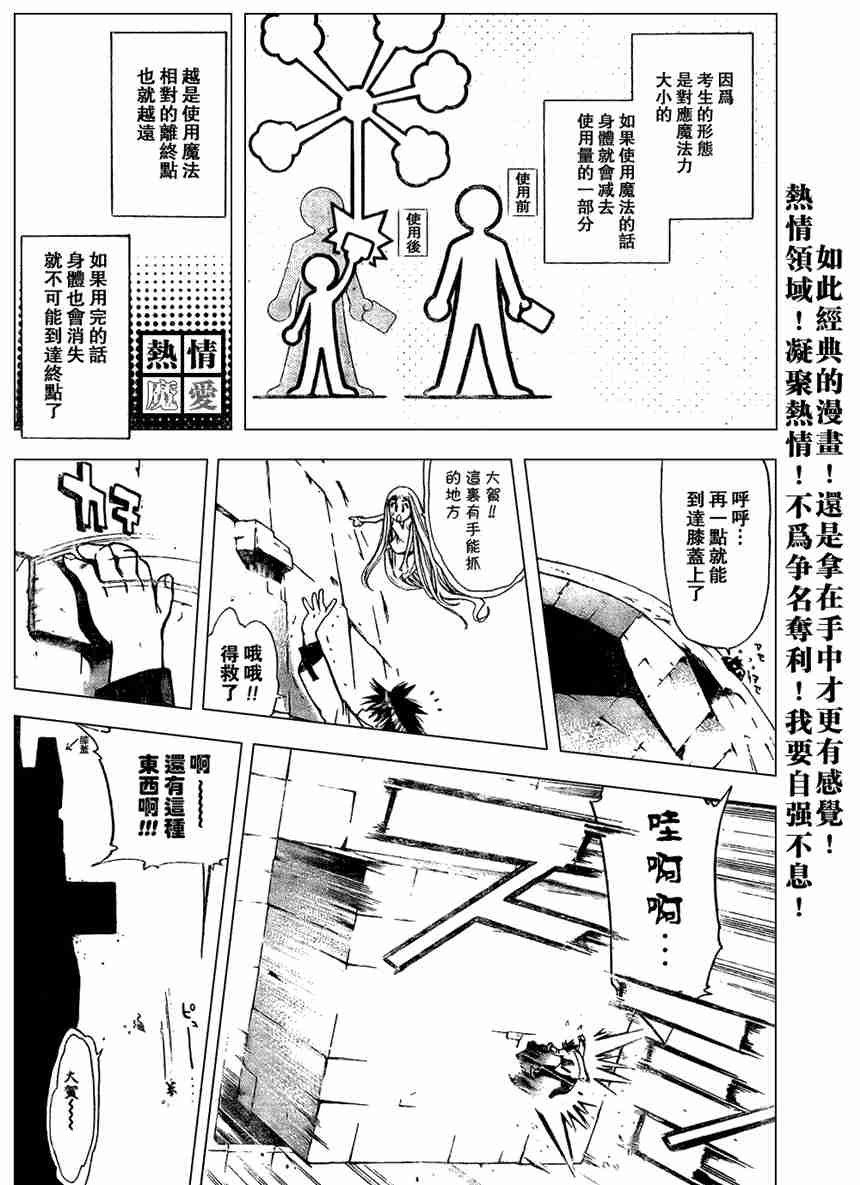 因爲
考生的形態
是對應魔法力
大小的
如果使用魔法的話
身體就會减去
使用量的一部分
使用前
使用後
越是使用魔法
相對的離終點
也就越遠
如果用完的話
身體也會消失
就不可能到達終點了
熱情
魔愛
呼呼…
再一點就能
到達膝蓋上了
大賀!!
這裏有手能抓
的地方
哦哦!!
得救了
哇啊啊…
啊～～～
還有這種
東西啊!!!
膝蓋
ピュー
大賀～～
如此經典的漫畫！還是拿在手中才更有感覺！
熱情領域！凝聚熱情！不爲争名奪利！我要自强不息！